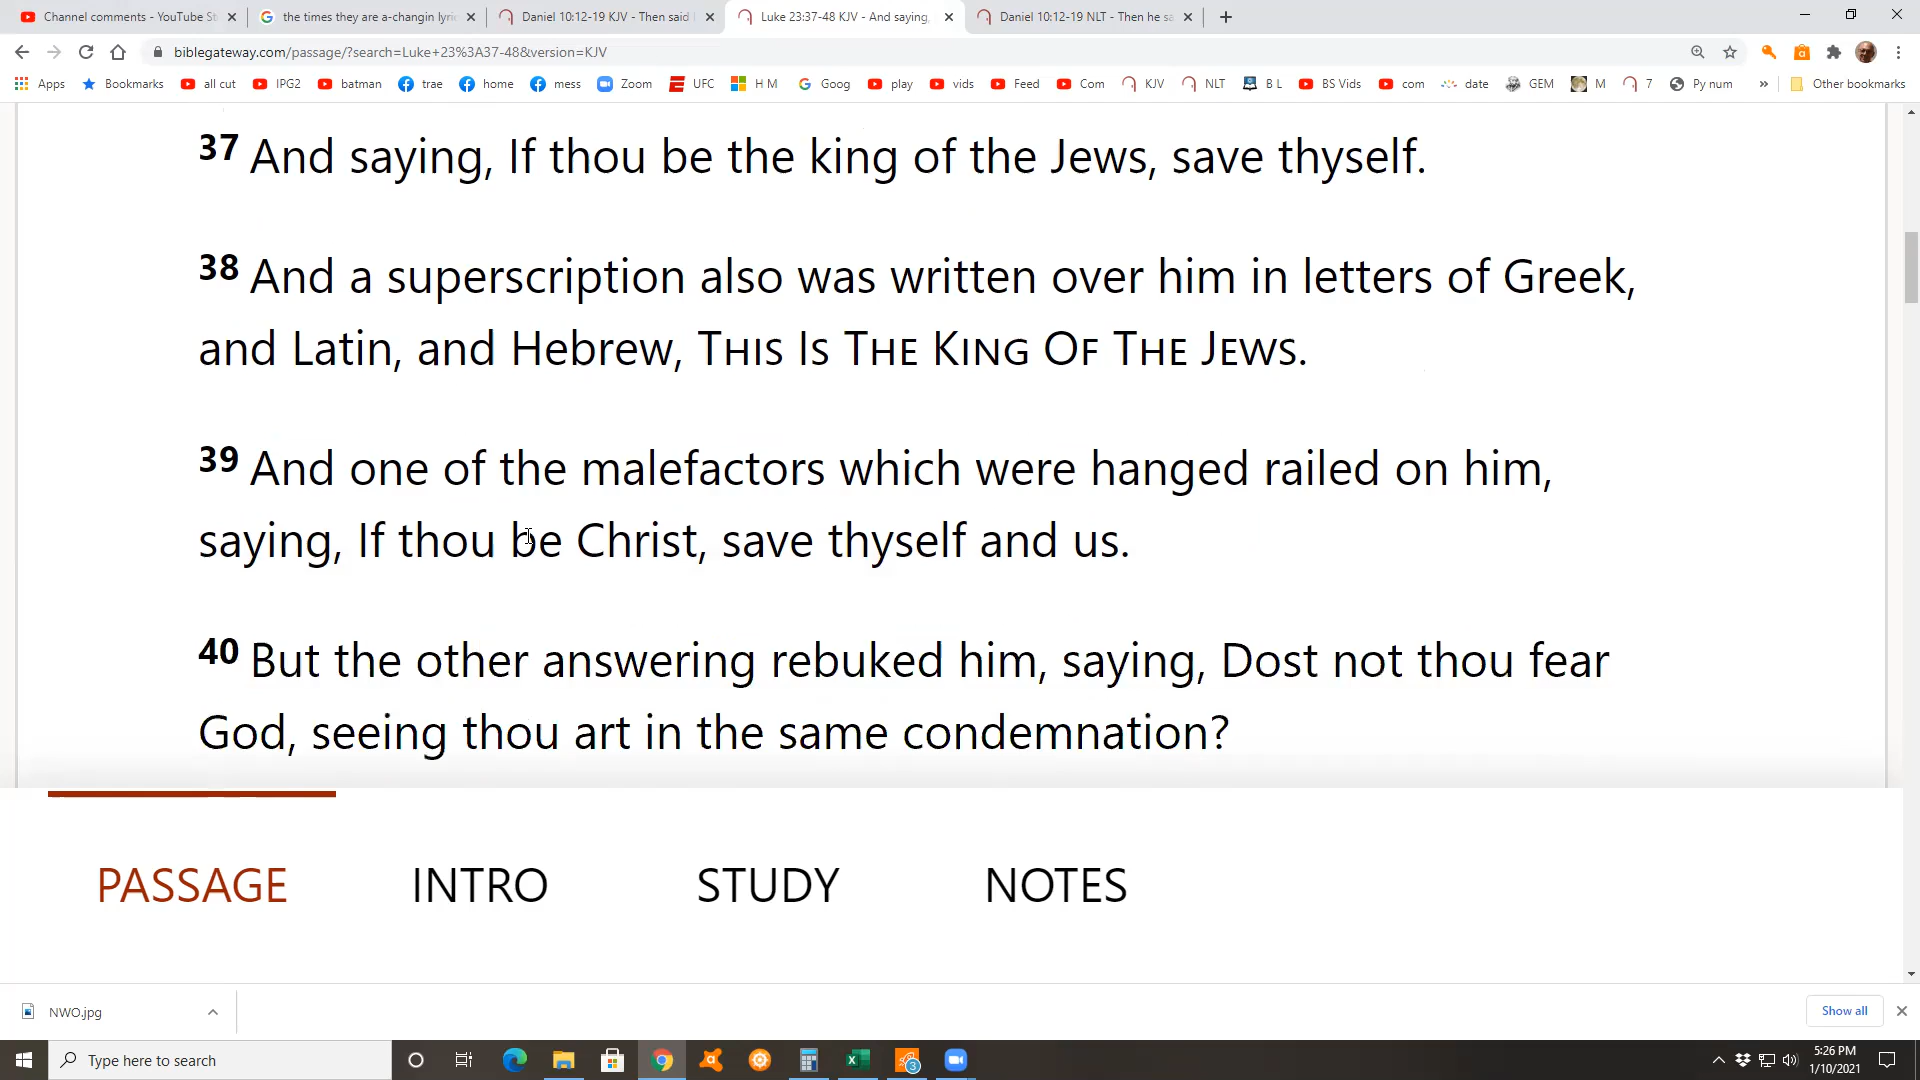 Channel comments - YouTube St
the times they are a-changin lyri
Daniel 10:12-19 KJV - Then said
Luke 23:37-48 KJV - And saying,
Daniel 10:12-19 NLT - Then he sa
biblegateway.com/passage/?search=Luke+23%3A37-48&version=KJV
Apps Bookmarks all cut IPG2 batman trae home mess Zoom UFC H M Goog play vids Feed Com KJV NLT B L BS Vids com date GEM M 7 Py num » Other bookmarks
37 And saying, If thou be the king of the Jews, save thyself.
38 And a superscription also was written over him in letters of Greek,
and Latin, and Hebrew, This Is The King Of The Jews.
39 And one of the malefactors which were hanged railed on him,
saying, If thou be Christ, save thyself and us.
40 But the other answering rebuked him, saying, Dost not thou fear
God, seeing thou art in the same condemnation?
PASSAGE INTRO STUDY NOTES
NWO.jpg
Show all
Type here to search
3
5:26 PM
1/10/2021